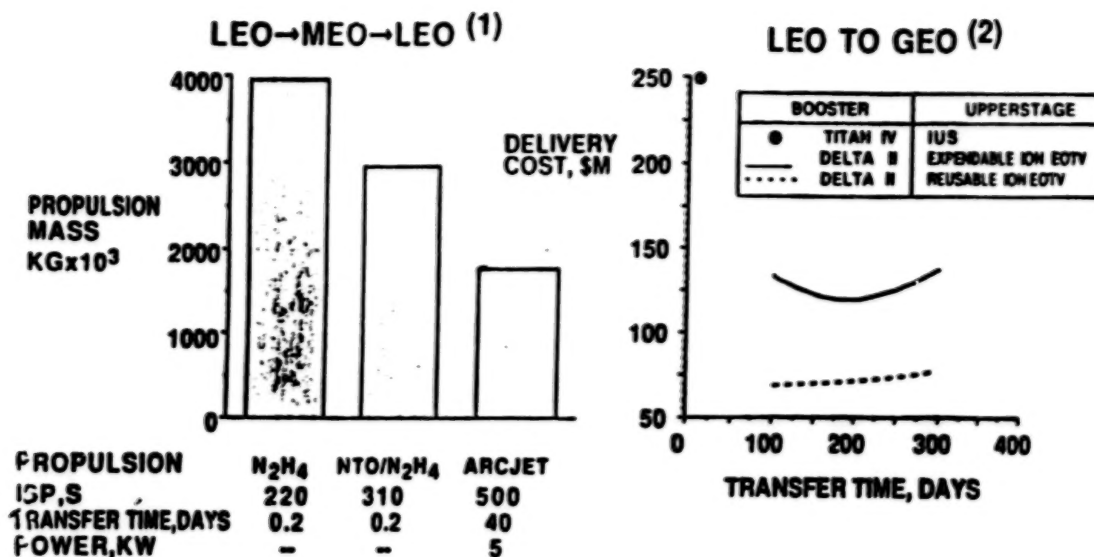 LEO→MEO→LEO (1)
4000
3000
2000
1000
0
PROPULSION
MASS
KGx10³
PROPULSION N₂H₄ NTO/N₂H₄ ARCJET
ISP,S 220 310 500
TRANSFER TIME,DAYS 0.2 0.2 40
POWER,KW -- -- 5
LEO TO GEO (2)
DELIVERY
COST, $M
250
200
150
100
50
BOOSTER UPPERSTAGE
● TITAN IV IUS
DELTA II EXPENDABLE ION EOTV
DELTA II REUSABLE ION EOTV
0 100 200 300 400
TRANSFER TIME, DAYS